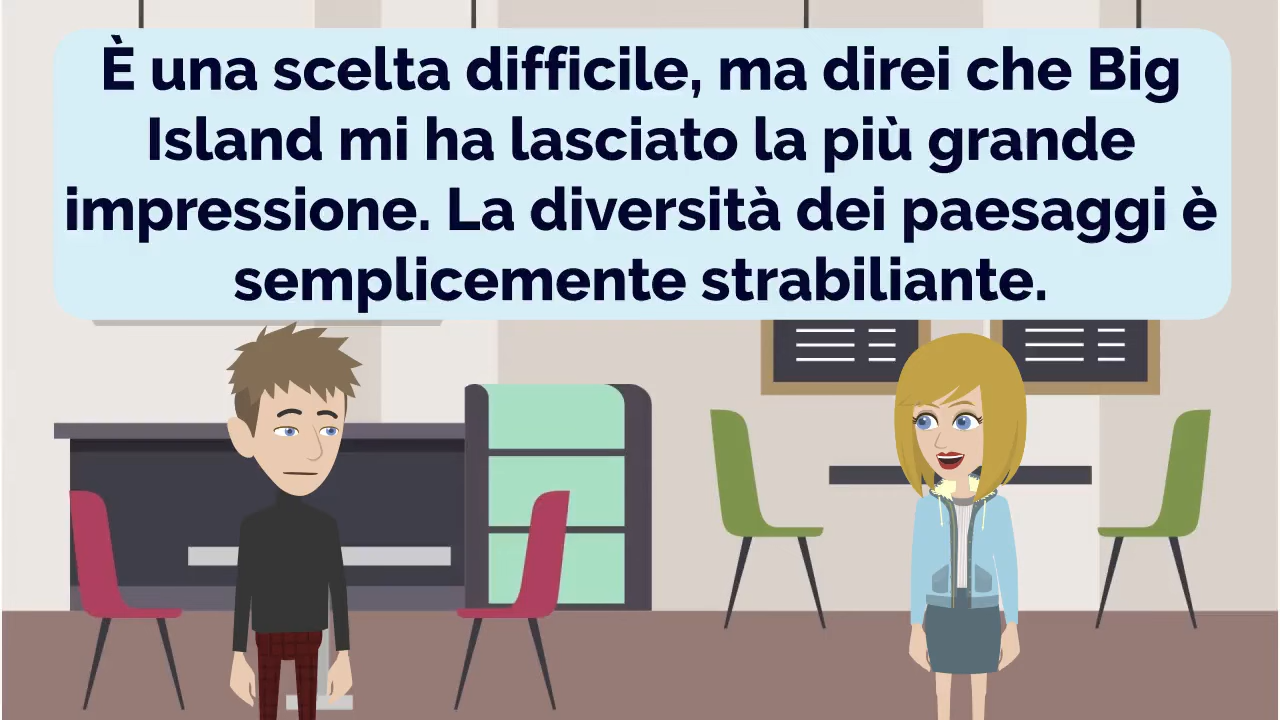 È una scelta difficile, ma direi che Big
Island mi ha lasciato la più grande
impressione. La diversità dei paesaggi è
semplicemente strabiliante.